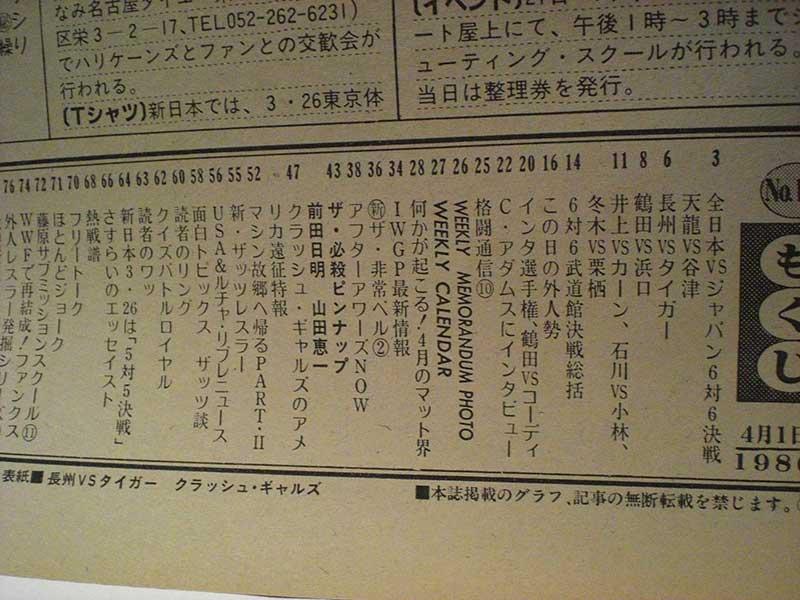 シ
繰り
なみ名古屋
区栄3-2-17、TEL052-262-6231)
でハリケーンズとファンとの交歓会が
行われる。
(Tシャツ)新日本では、3・26東京体
(イベント)
ート屋上にて、午後1時〜3時まで
ューティング・スクールが行われる。
当日は整理券を発行。
もくじ
4月1日
3 全日本VSジャパン6対6決戦
天龍VS谷津
6 長州VSタイガー
8 鶴田VS浜口
11 井上VSカーン、石川VS小林、
冬木VS栗栖
14 6対6武道館決戦総括
16 この日の外人勢
20 インタ選手権、鶴田VSコーディ
22 C・アダムスにインタビュー
25 格闘通信⑩
26 WEEKLY MEMORANDUM PHOTO
27 WEEKLY CALENDAR
28 何かが起こる!4月のマット界
34 IWGP最新情報
36 ㊟ザ・非常ベル②
38 アフターアワーズNOW
43 ザ・必殺ピンナップ
前田日明 山田恵一
47 クラッシュ・ギャルズのアメ
リカ遠征特報
52 マシン故郷へ帰るPART・II
55 新・ザッツレスラー
56 USA&ルチャ・リブレニュース
58 面白トピックス ザッツ談
60 読者のリング
62 クイズバトルロイヤル
63 読者のワッ
64 新日本3・26は「5対5決戦」
66 さすらいのエッセイスト
68 熱戦譜
70 フリートーク
71 ほとんどジョーク
72 藤原サブミッションスクール⑪
74 WWFで再結成!ファンクス
76 外人レスラー発掘シリーズ
表紙■長州VSタイガー クラッシュ・ギャルズ
■本誌掲載のグラフ、記事の無断転載を禁じます。